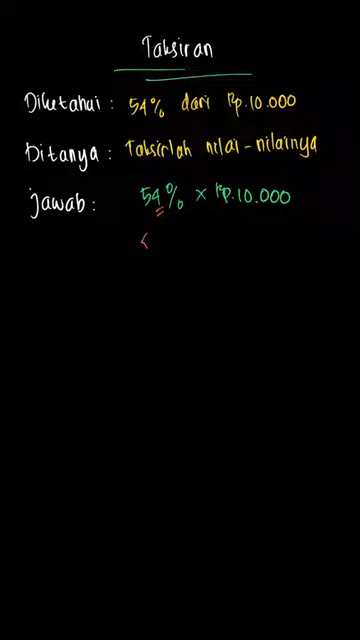 Taksiran
Diketahui : 54% dari Rp.10.000
Ditanya : Taksirlah nilai-nilainya
Jawab : 54% × Rp.10.000